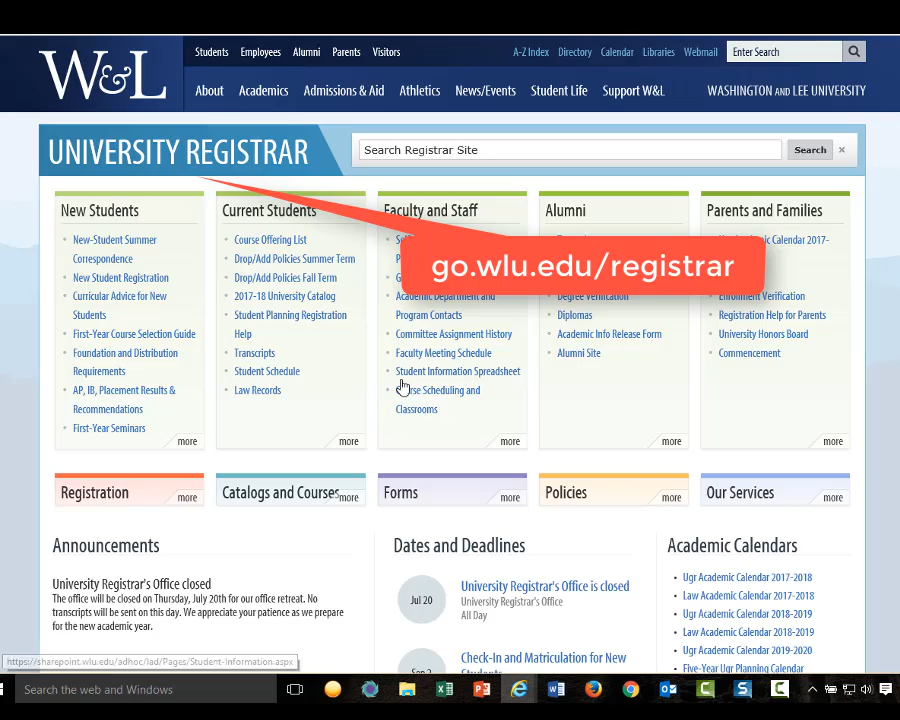 W&L
Students Employees Alumni Parents Visitors
A-Z Index Directory Calendar Libraries Webmail
Enter Search
About Academics Admissions & Aid Athletics News/Events Student Life Support W&L
WASHINGTON AND LEE UNIVERSITY
UNIVERSITY REGISTRAR
Search Registrar Site
Search ×
go.wlu.edu/registrar
New Students
New-Student Summer
Correspondence
New Student Registration
Curricular Advice for New
Students
First-Year Course Selection Guide
Foundation and Distribution
Requirements
AP, IB, Placement Results &
Recommendations
First-Year Seminars
more
Current Students
Course Offering List
Drop/Add Policies Summer Term
Drop/Add Policies Fall Term
2017-18 University Catalog
Student Planning Registration
Help
Transcripts
Student Schedule
Law Records
more
Faculty and Staff
Academic Department and
Program Contacts
Committee Assignment History
Faculty Meeting Schedule
Student Information Spreadsheet
Scheduling and
Classrooms
more
Alumni
Degree Verification
Diplomas
Academic Info Release Form
Alumni Site
more
Parents and Families
Calendar 2017-
Enrollment Verification
Registration Help for Parents
University Honors Board
Commencement
more
Registration
more
Catalogs and Courses
more
Forms
more
Policies
more
Our Services
more
Announcements
University Registrar's Office closed
The office will be closed on Thursday, July 20th for our office retreat. No
transcripts will be sent on this day. We appreciate your patience as we prepare
for the new academic year.
Dates and Deadlines
Jul 20
University Registrar's Office is closed
University Registrar's Office
All Day
Check-In and Matriculation for New
Students
Academic Calendars
Ugr Academic Calendar 2017-2018
Law Academic Calendar 2017-2018
Ugr Academic Calendar 2018-2019
Law Academic Calendar 2018-2019
Ugr Academic Calendar 2019-2020
Five-Year Ugr Planning Calendar
https://sharepoint.wlu.edu/adhoc/Iad/Pages/Student-Information.aspx
Search the web and Windows